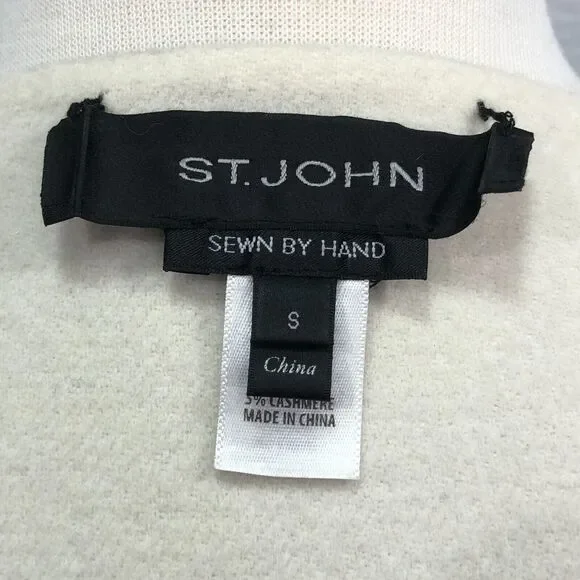 ST. JOHN
SEWN BY HAND
S
China
5% CASHMERE
MADE IN CHINA